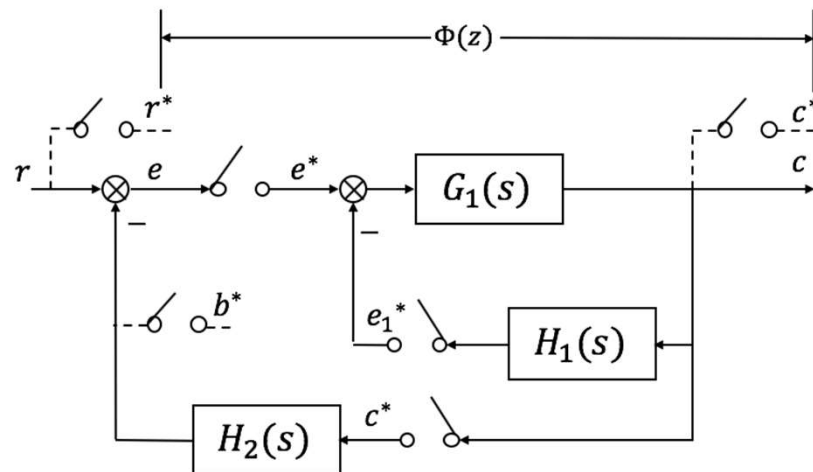 Φ(z)
r* c*
r e e* G₁(s) c
− −
b* e₁* H₁(s)
c*
H₂(s)